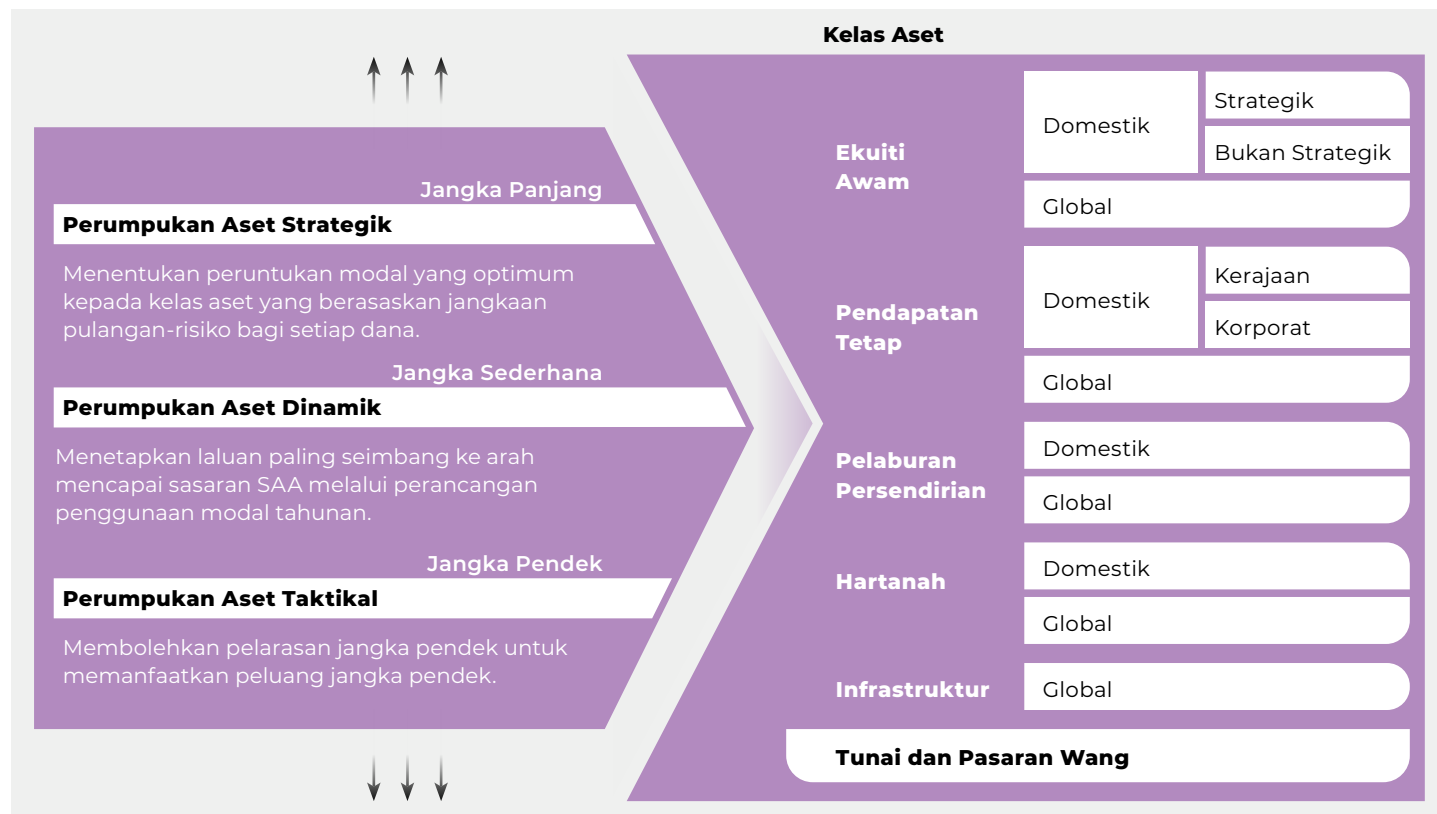 Jangka Panjang
Perumpukan Aset Strategik
Menentukan peruntukan modal yang optimum
kepada kelas aset yang berasaskan jangkaan
pulangan-risiko bagi setiap dana.
Jangka Sederhana
Perumpukan Aset Dinamik
Menetapkan laluan paling seimbang ke arah
mencapai sasaran SAA melalui perancangan
penggunaan modal tahunan.
Jangka Pendek
Perumpukan Aset Taktikal
Membolehkan pelarasan jangka pendek untuk
memanfaatkan peluang jangka pendek.
Kelas Aset
Ekuiti
Awam
Domestik
Strategik
Bukan Strategik
Global
Pendapatan
Tetap
Domestik
Kerajaan
Korporat
Global
Pelaburan
Persendirian
Domestik
Global
Hartanah
Domestik
Global
Infrastruktur
Global
Tunai dan Pasaran Wang